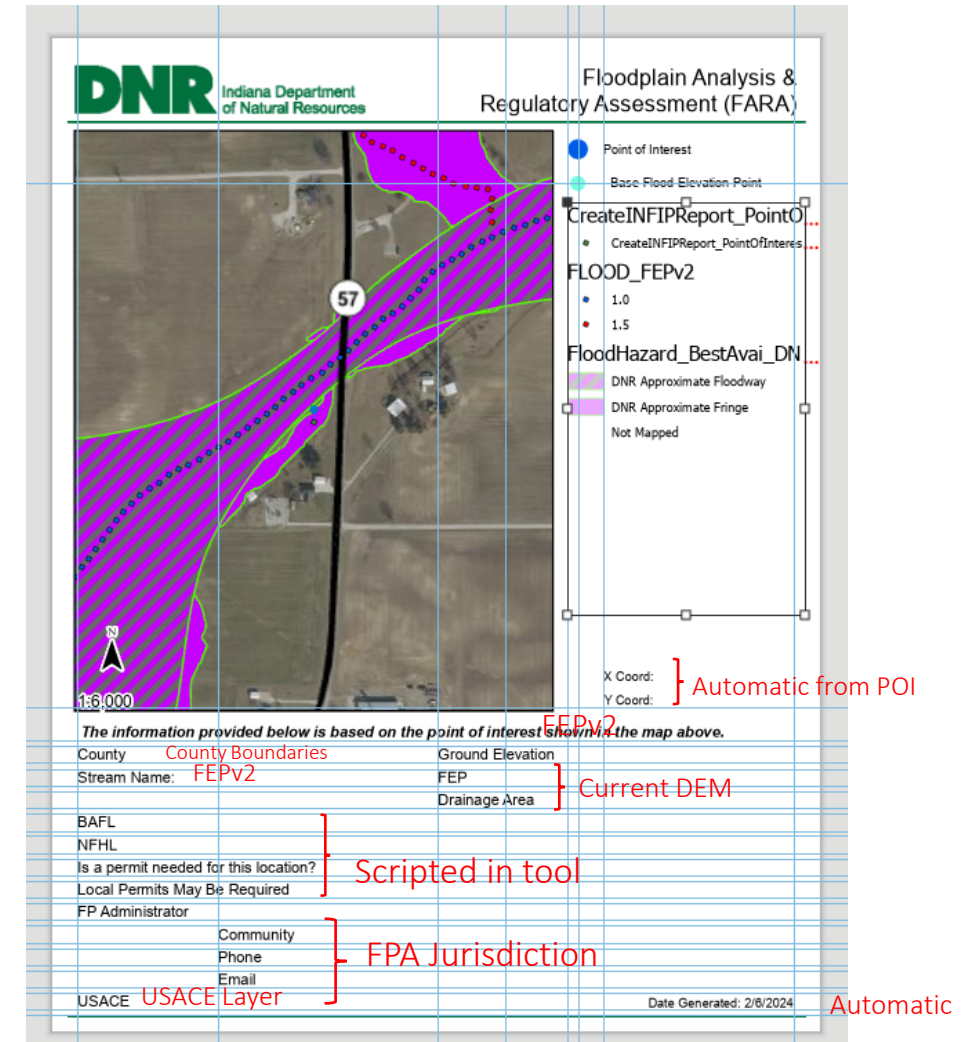 DNR Indiana Department
of Natural Resources
Floodplain Analysis &
Regulatory Assessment (FARA)
Point of Interest
Base Flood Elevation Point
CreateINFIPReport_PointO...
CreateINFIPReport_PointOfInteres...
FLOOD_FEPv2
1.0
1.5
FloodHazard_BestAvai_DN...
DNR Approximate Floodway
DNR Approximate Fringe
Not Mapped
57
N
1:6,000
X Coord:
Y Coord:
Automatic from POI
FEPv2
The information provided below is based on the point of interest shown in the map above.
County County Boundaries Ground Elevation
Stream Name: FEPv2 FEP
Drainage Area
Current DEM
BAFL
NFHL
Is a permit needed for this location?
Local Permits May Be Required
Scripted in tool
FP Administrator
Community
Phone
Email
FPA Jurisdiction
USACE USACE Layer Date Generated: 2/6/2024 Automatic